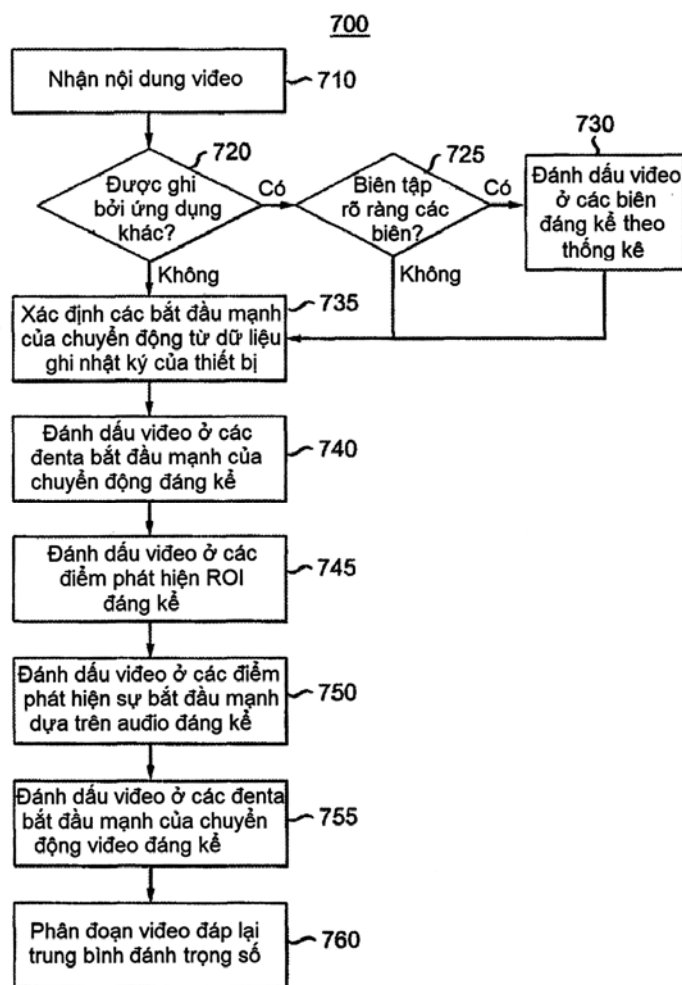 700
Nhận nội dung viđeo
710
720
Được ghi
bởi ứng dụng
khác?
Có
Không
725
Biên tập
rõ ràng các
biên?
Có
Không
730
Đánh dấu viđeo
ở các biên
đáng kể theo
thống kê
735
Xác định các bắt đầu mạnh
của chuyển động từ dữ liệu
ghi nhật ký của thiết bị
Đánh dấu viđeo ở các
đenta bắt đầu mạnh của
chuyển động đáng kể
740
Đánh dấu viđeo ở các
điểm phát hiện ROI
đáng kể
745
Đánh dấu viđeo ở các điểm
phát hiện sự bắt đầu mạnh
dựa trên auđio đáng kể
750
Đánh dấu viđeo ở các đenta
bắt đầu mạnh của chuyển
động viđeo đáng kể
755
Phân đoạn viđeo đáp lại
trung bình đánh trọng số
760